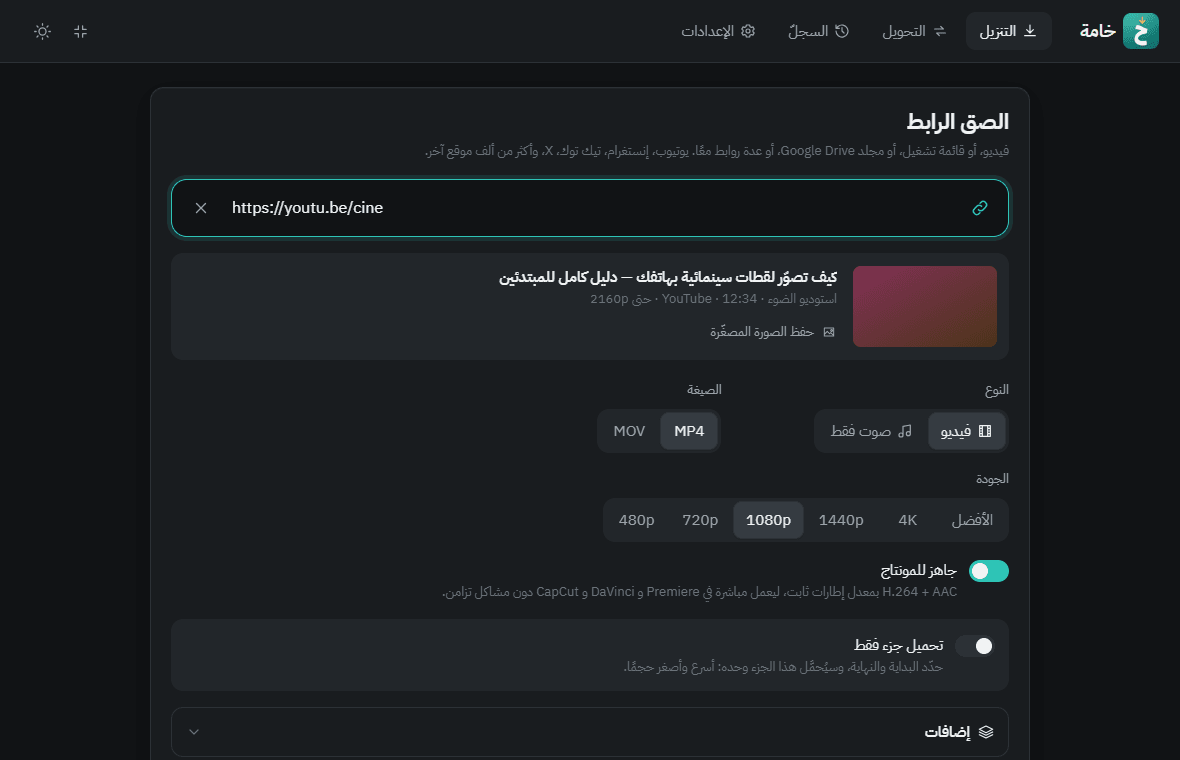 خ خامة
التنزيل
التحويل
السجلّ
الإعدادات
الصق الرابط
فيديو، أو قائمة تشغيل، أو مجلد Google Drive، أو عدة روابط معًا. يوتيوب، إنستغرام، تيك توك، X، وأكثر من ألف موقع آخر.
https://youtu.be/cine
كيف تصوّر لقطات سينمائية بهاتفك — دليل كامل للمبتدئين
استوديو الضوء · YouTube · 12:34 · حتى 2160p
حفظ الصورة المصغّرة
النوع
فيديو
صوت فقط
الصيغة
MP4
MOV
الجودة
الأفضل
4K
1440p
1080p
720p
480p
جاهز للمونتاج
H.264 + AAC بمعدل إطارات ثابت، ليعمل مباشرة في Premiere و DaVinci و CapCut دون مشاكل تزامن.
تحميل جزء فقط
حدّد البداية والنهاية، وسيُحمَّل هذا الجزء وحده: أسرع وأصغر حجمًا.
إضافات